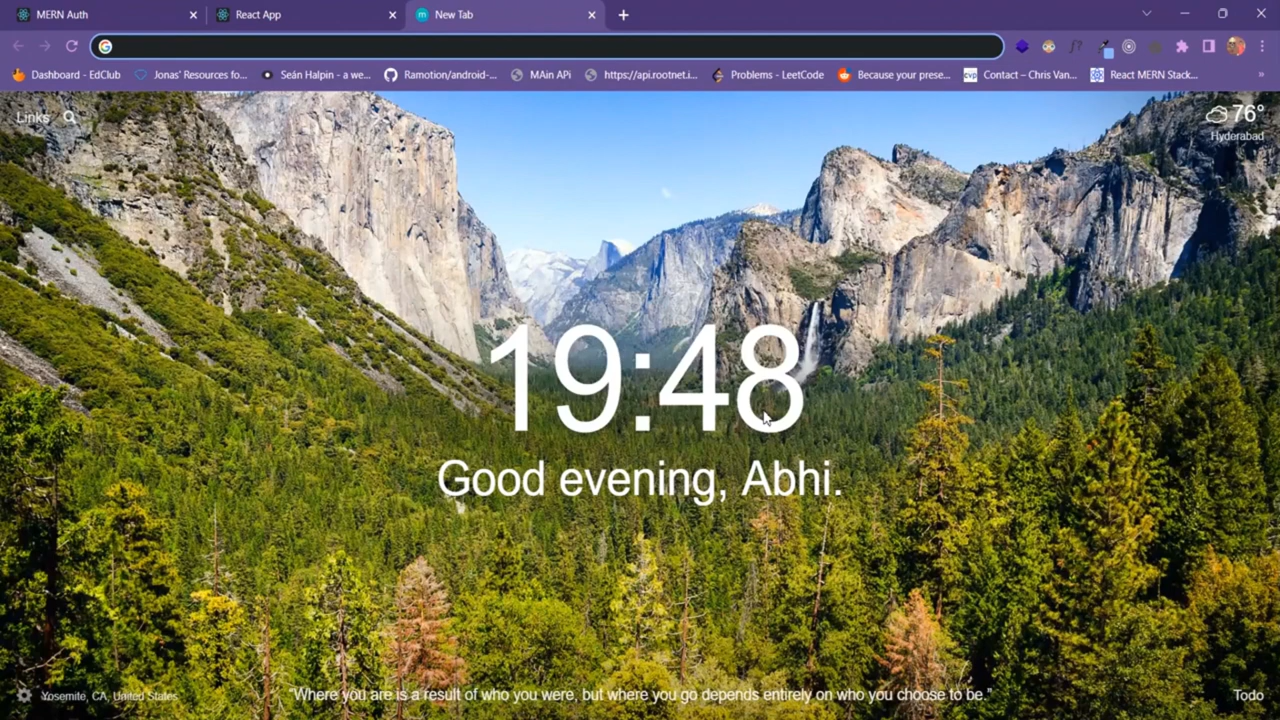 MERN Auth
React App
New Tab
Dashboard - EdClub
Jonas' Resources fo...
Seán Halpin - a we...
Ramotion/android-...
MAin APi
https://api.rootnet.i...
Problems - LeetCode
Because your prese...
cvp
Contact – Chris Van...
React MERN Stack...
»
Links
76°
Hyderabad
19:48
Good evening, Abhi.
Yosemite, CA, United States
"Where you are is a result of who you were, but where you go depends entirely on who you choose to be."
Todo